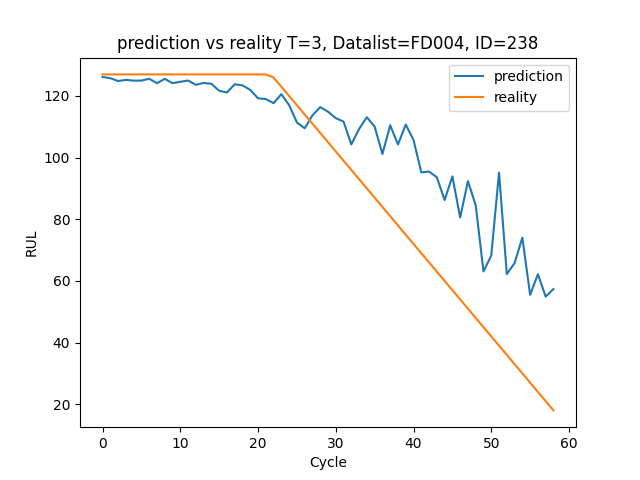 prediction vs reality T=3, Datalist=FD004, ID=238
prediction
reality
RUL
120
100
80
60
40
20
0 10 20 30 40 50 60
Cycle